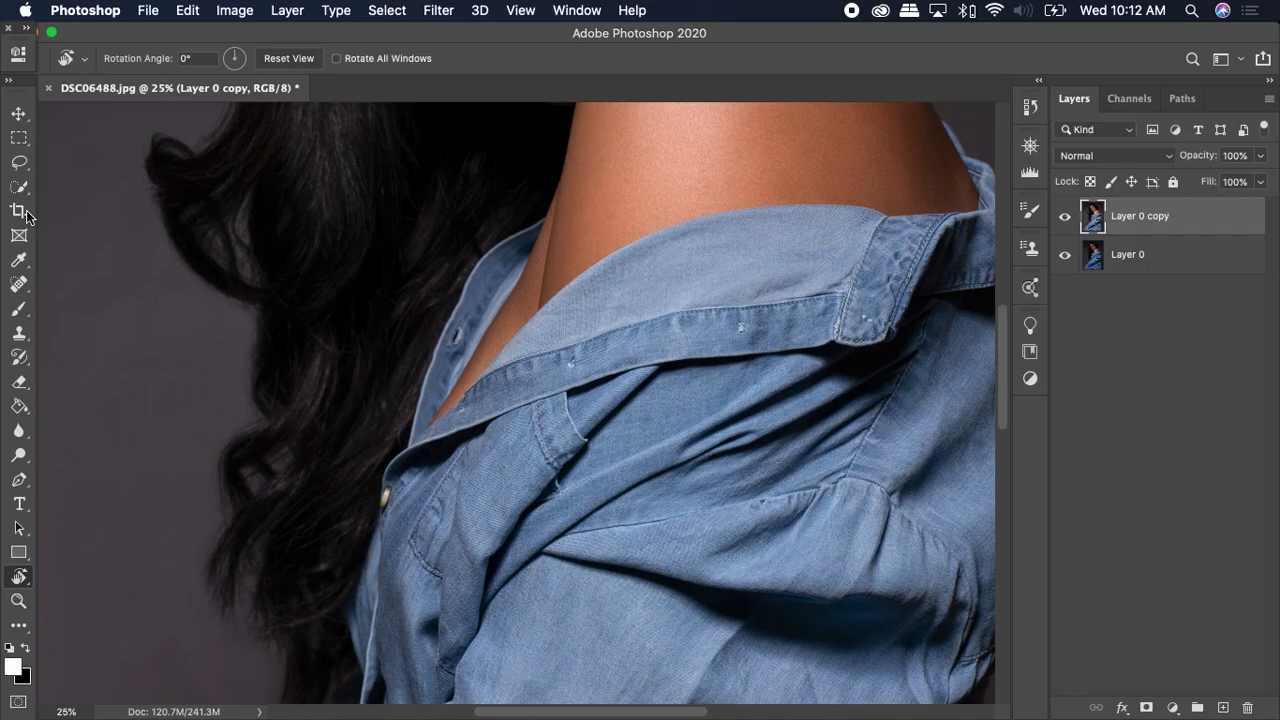 Photoshop File Edit Image Layer Type Select Filter 3D View Window Help Wed 10:12 AM
Adobe Photoshop 2020
Rotation Angle: 0° Reset View Rotate All Windows
DSC06488.jpg @ 25% (Layer 0 copy, RGB/8) *
Layers Channels Paths
Kind
Normal Opacity: 100%
Lock: Fill: 100%
Layer 0 copy
Layer 0
25% Doc: 120.7M/241.3M